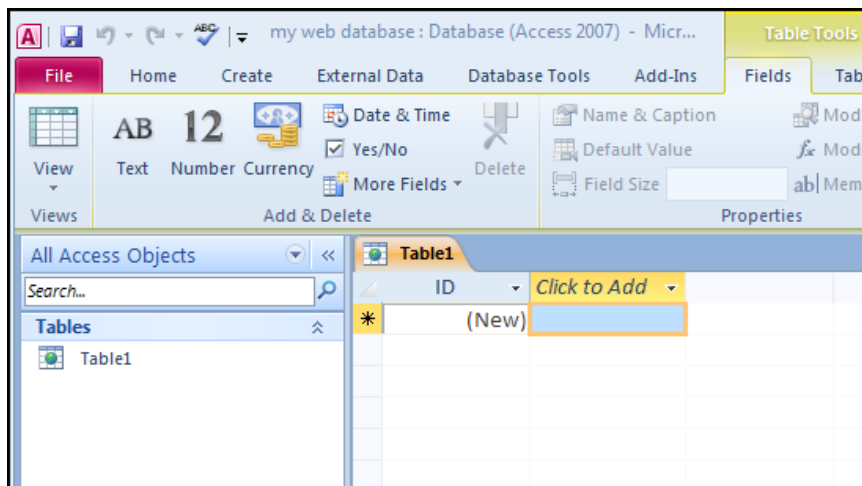 A ABC my web database : Database (Access 2007) - Micr... Table Tools
File Home Create External Data Database Tools Add-Ins Fields Tab
AB 12 Date & Time Delete Name & Caption Mod
View Text Number Currency Yes/No Default Value fx Mod
More Fields Field Size ab Mem
Views Add & Delete Properties
All Access Objects « Table1
Search... ID Click to Add
Tables * (New)
Table1